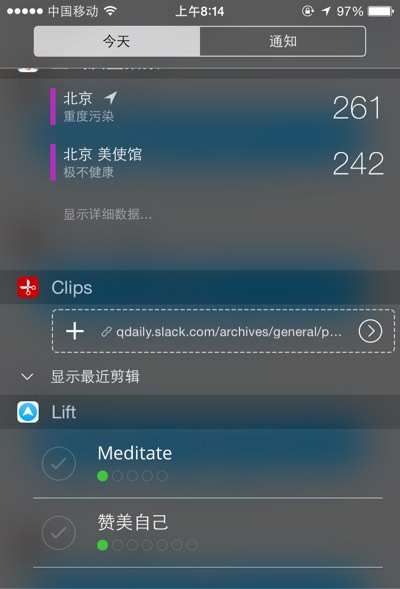 中国移动
上午8:14
97%
今天
通知
北京
261
重度污染
北京 美使馆
242
极不健康
显示详细数据...
Clips
qdaily.slack.com/archives/general/p...
显示最近剪辑
Lift
Meditate
赞美自己